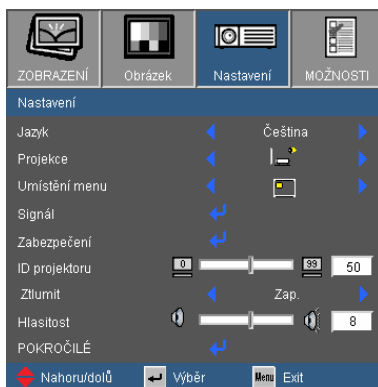 ZOBRAZENÍ Obrázek Nastavení MOŽNOSTI
Nastavení
Jazyk Čeština
Projekce
Umístění menu
Signál
Zabezpečení
ID projektoru 0 99 50
Ztlumit Zap.
Hlasitost 8
POKROČILÉ
Nahoru/dolů Výběr Menu Exit